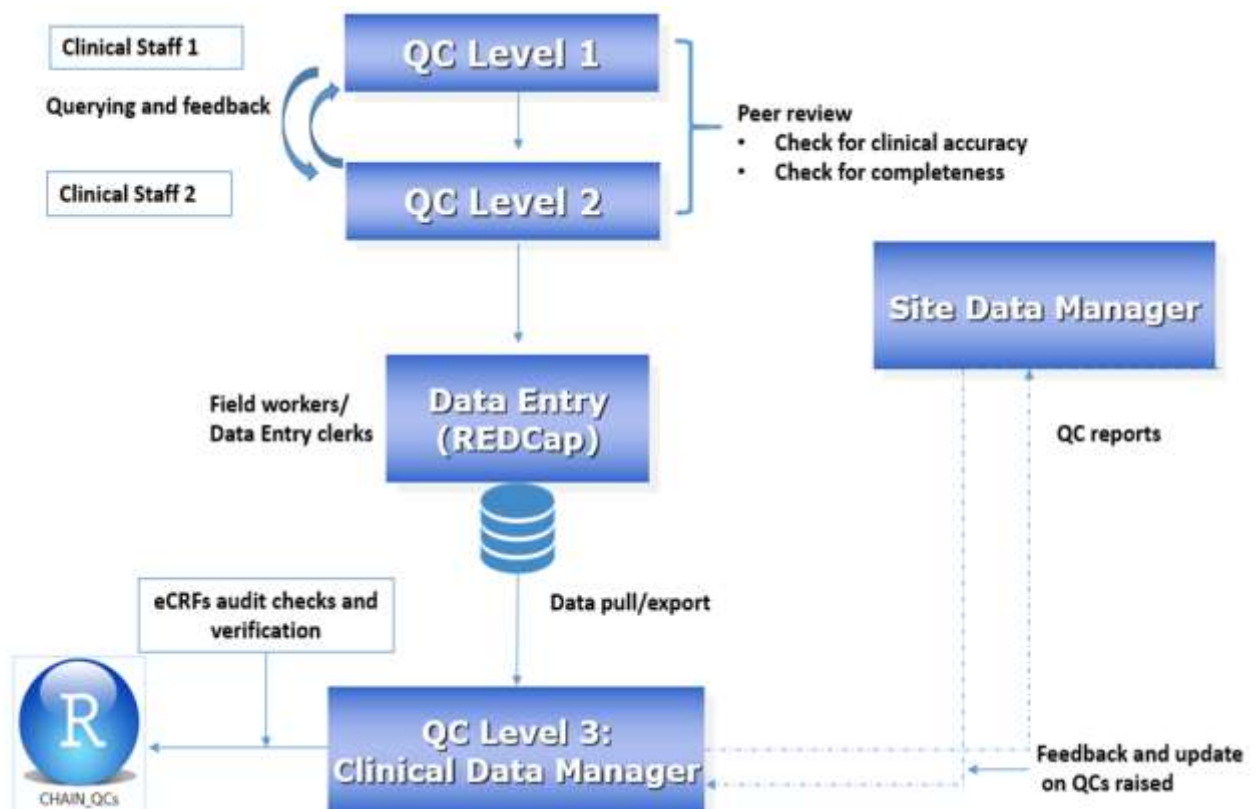 Clinical Staff 1
QC Level 1
Querying and feedback
Peer review
• Check for clinical accuracy
• Check for completeness
Clinical Staff 2
QC Level 2
Site Data Manager
Field workers/
Data Entry clerks
Data Entry
(REDCap)
QC reports
eCRFs audit checks and
verification
Data pull/export
R
CHAIN_QCs
QC Level 3:
Clinical Data Manager
Feedback and update
on QCs raised